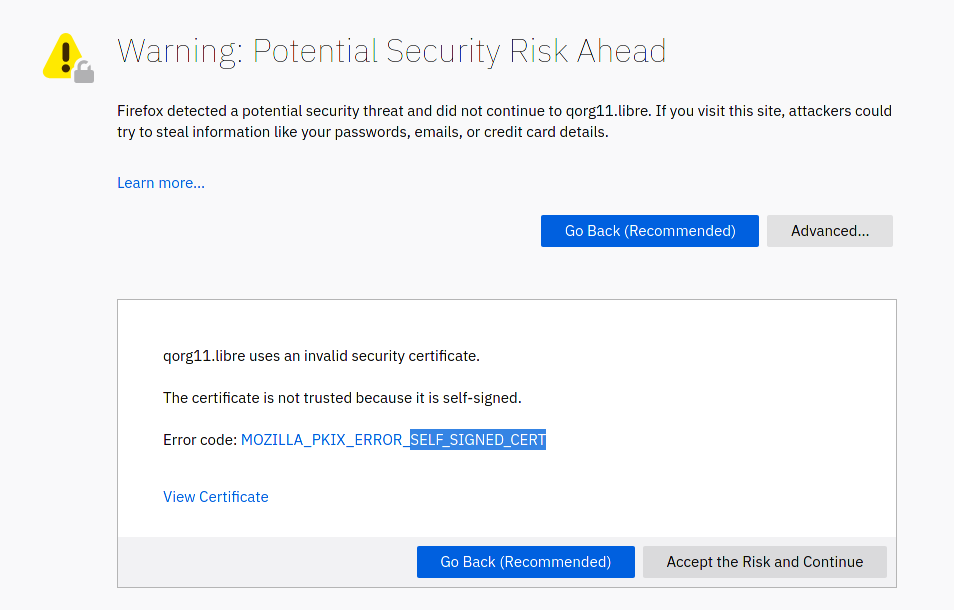 Warning: Potential Security Risk Ahead
Firefox detected a potential security threat and did not continue to qorg11.libre. If you visit this site, attackers could
try to steal information like your passwords, emails, or credit card details.
Learn more...
Go Back (Recommended)
Advanced...
qorg11.libre uses an invalid security certificate.
The certificate is not trusted because it is self-signed.
Error code: MOZILLA_PKIX_ERROR_SELF_SIGNED_CERT
View Certificate
Go Back (Recommended)
Accept the Risk and Continue